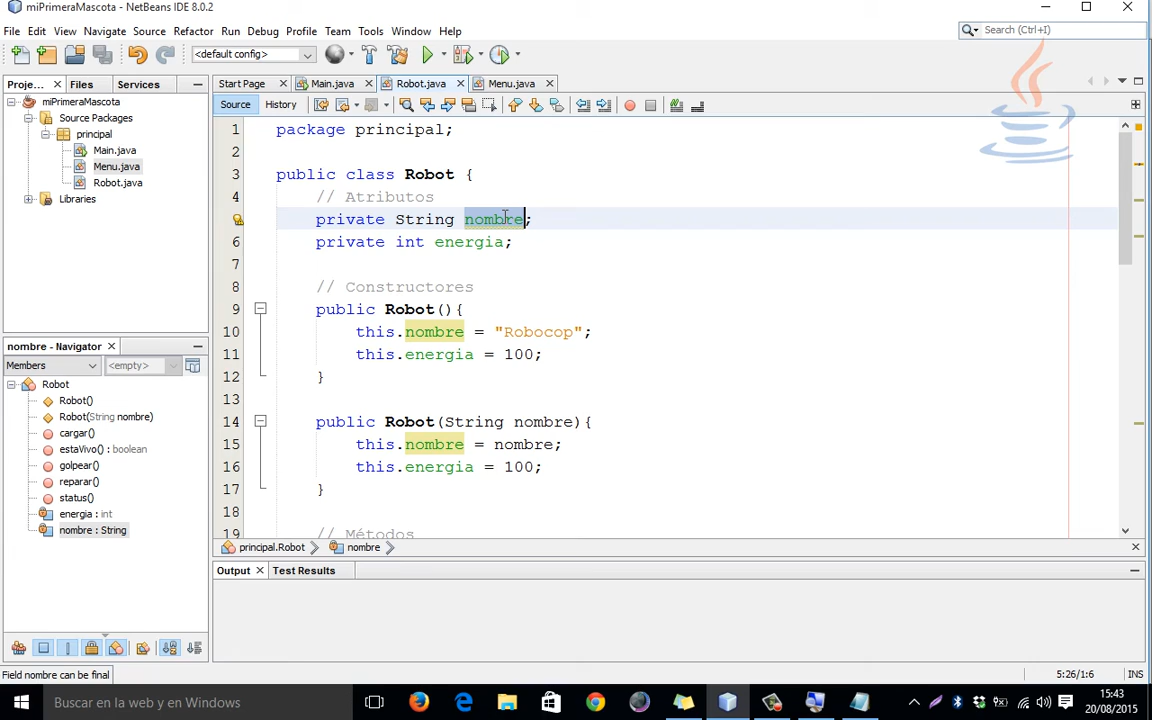 miPrimeraMascota - NetBeans IDE 8.0.2
File Edit View Navigate Source Refactor Run Debug Profile Team Tools Window Help
Search (Ctrl+I)
<default config>
Proje... Files Services
Start Page Main.java Robot.java Menu.java
Source History
miPrimeraMascota
Source Packages
principal
Main.java
Menu.java
Robot.java
Libraries
1 package principal;
2
3 public class Robot {
4 // Atributos
private String nombre;
6 private int energia;
7
8 // Constructores
9 public Robot(){
10 this.nombre = "Robocop";
11 this.energia = 100;
12 }
13
14 public Robot(String nombre){
15 this.nombre = nombre;
16 this.energia = 100;
17 }
18
19 // Métodos
nombre - Navigator
Members <empty>
Robot
Robot()
Robot(String nombre)
cargar()
estaVivo() : boolean
golpear()
reparar()
status()
energia : int
nombre : String
principal.Robot nombre
Output Test Results
Field nombre can be final
5:26/1:6 INS
Buscar en la web y en Windows
15:43
20/08/2015